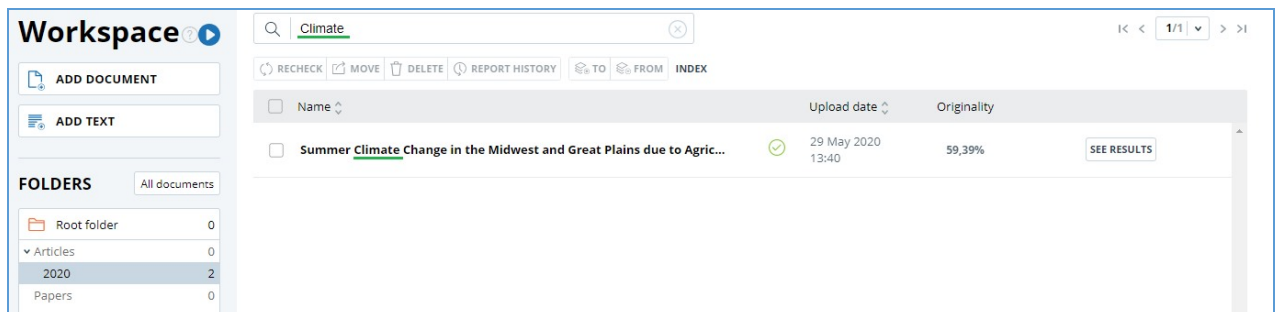 Workspace ?
ADD DOCUMENT
ADD TEXT
FOLDERS All documents
Root folder 0
Articles 0
2020 2
Papers 0
Climate
1/1
RECHECK MOVE DELETE REPORT HISTORY TO FROM INDEX
Name Upload date Originality
Summer Climate Change in the Midwest and Great Plains due to Agric... 29 May 2020 13:40 59,39% SEE RESULTS